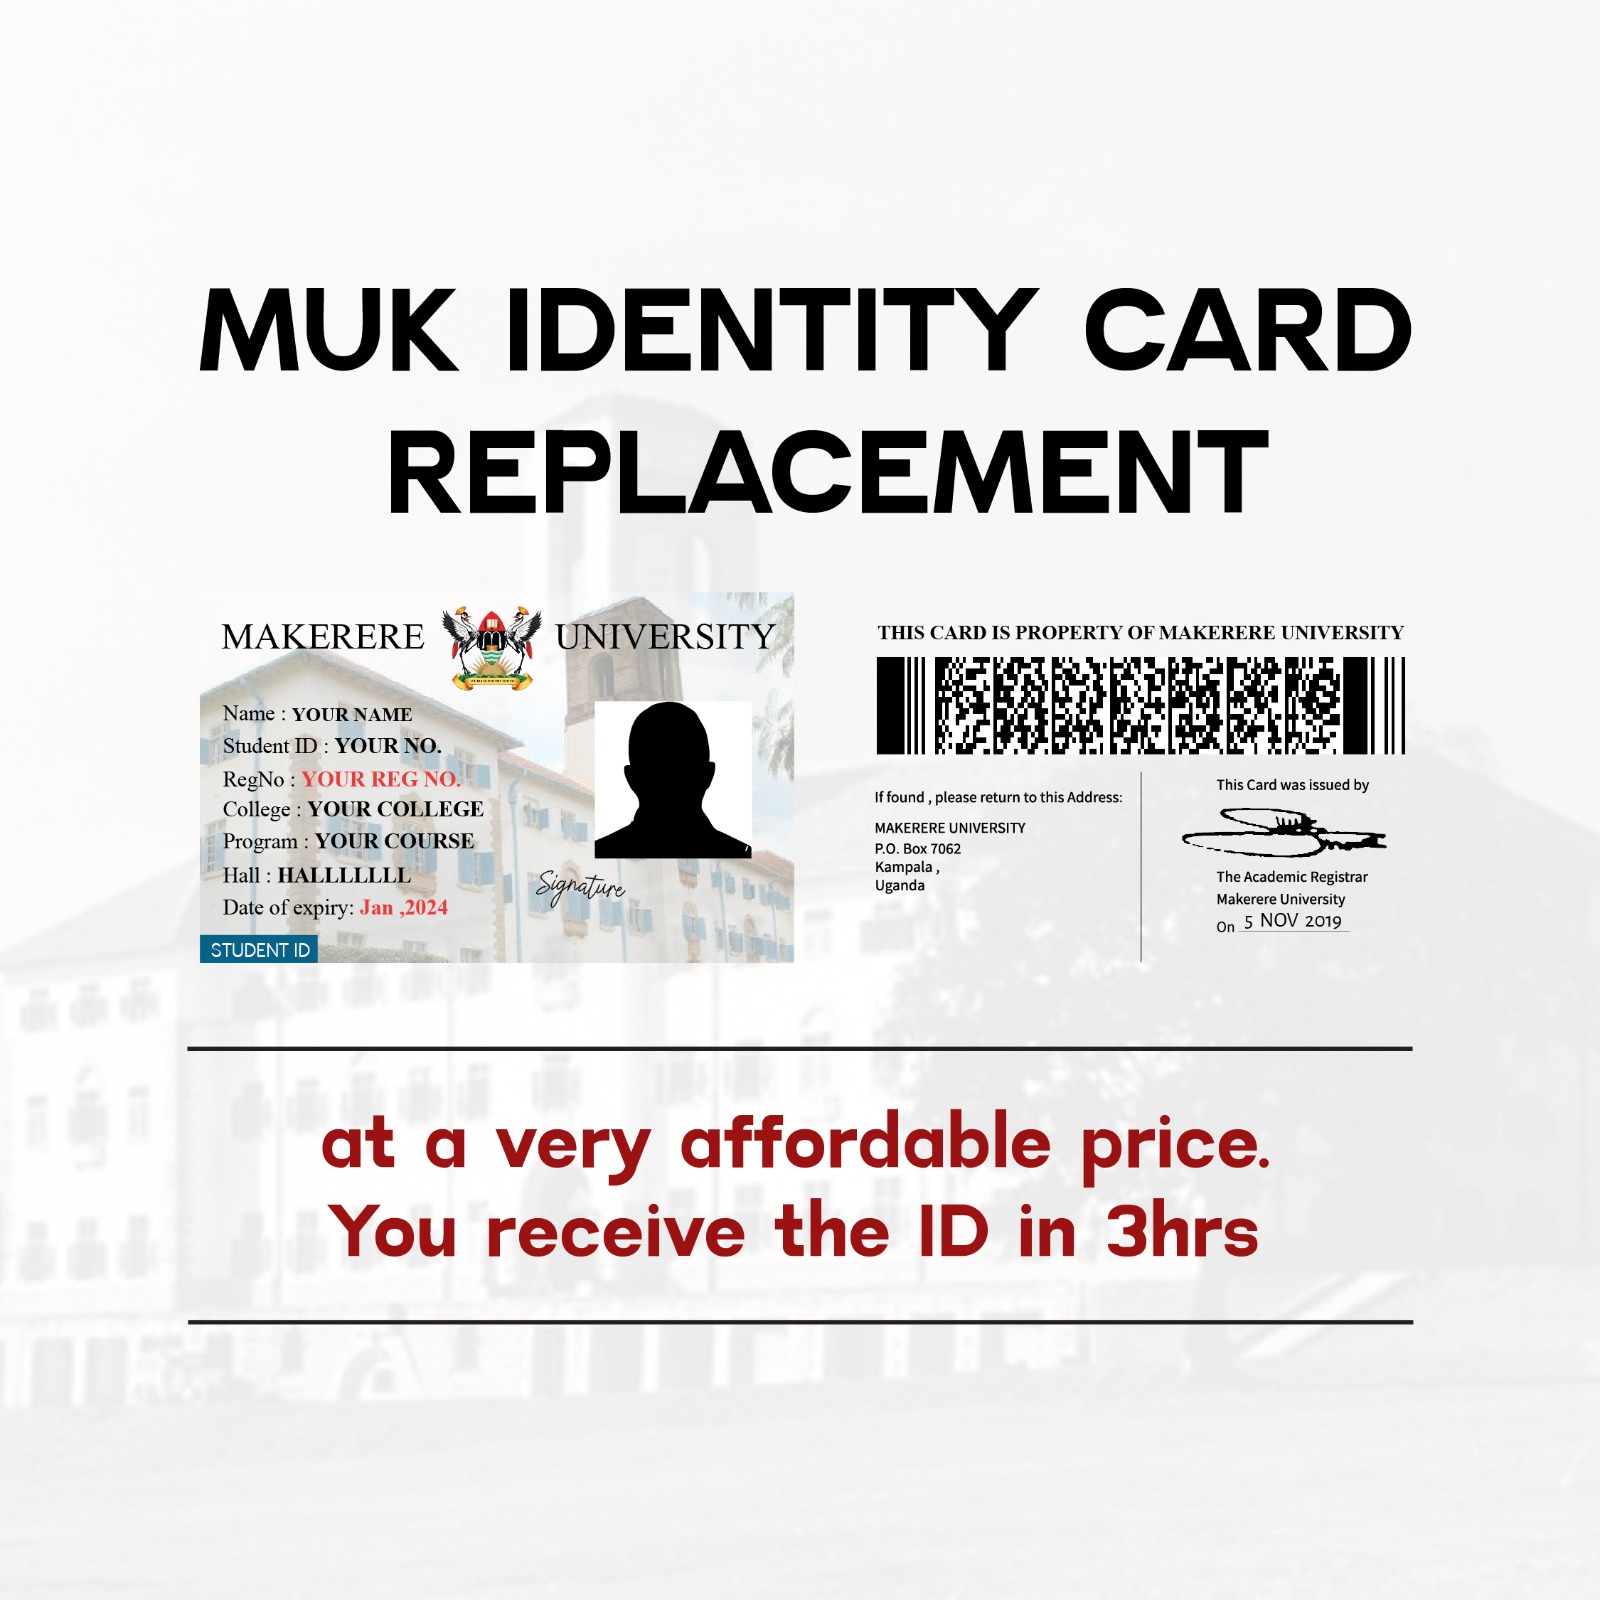 MUK IDENTITY CARD
REPLACEMENT
MAKERERE UNIVERSITY
Name : YOUR NAME
Student ID : YOUR NO.
RegNo : YOUR REG NO.
College : YOUR COLLEGE
Program : YOUR COURSE
Hall : HALLLLLLL
Date of expiry: Jan ,2024
Signature
STUDENT ID
THIS CARD IS PROPERTY OF MAKERERE UNIVERSITY
If found , please return to this Address:
MAKERERE UNIVERSITY
P.O. Box 7062
Kampala ,
Uganda
This Card was issued by
The Academic Registrar
Makerere University
On 5 NOV 2019
at a very affordable price.
You receive the ID in 3hrs